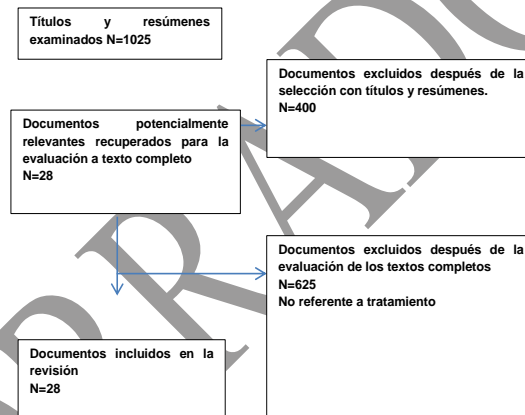 Títulos y resúmenes
examinados N=1025
Documentos excluidos después de la
selección con títulos y resúmenes.
N=400
Documentos potencialmente
relevantes recuperados para la
evaluación a texto completo
N=28
Documentos excluidos después de la
evaluación de los textos completos
N=625
No referente a tratamiento
Documentos incluidos en la
revisión
N=28